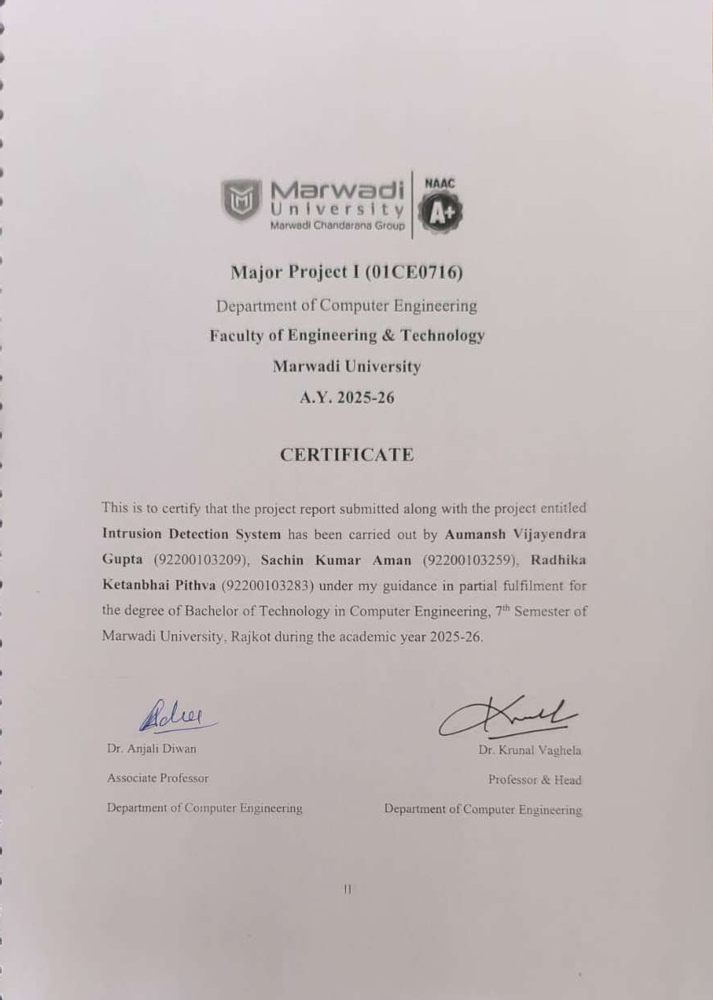 Marwadi
University
Marwadi Chandarana Group
NAAC
A+
Major Project I (01CE0716)
Department of Computer Engineering
Faculty of Engineering & Technology
Marwadi University
A.Y. 2025-26
CERTIFICATE
This is to certify that the project report submitted along with the project entitled
Intrusion Detection System has been carried out by Aumansh Vijayendra
Gupta (92200103209), Sachin Kumar Aman (92200103259), Radhika
Ketanbhai Pithva (92200103283) under my guidance in partial fulfilment for
the degree of Bachelor of Technology in Computer Engineering, 7th Semester of
Marwadi University, Rajkot during the academic year 2025-26.
Dr. Anjali Diwan
Associate Professor
Department of Computer Engineering
Dr. Krunal Vaghela
Professor & Head
Department of Computer Engineering
II